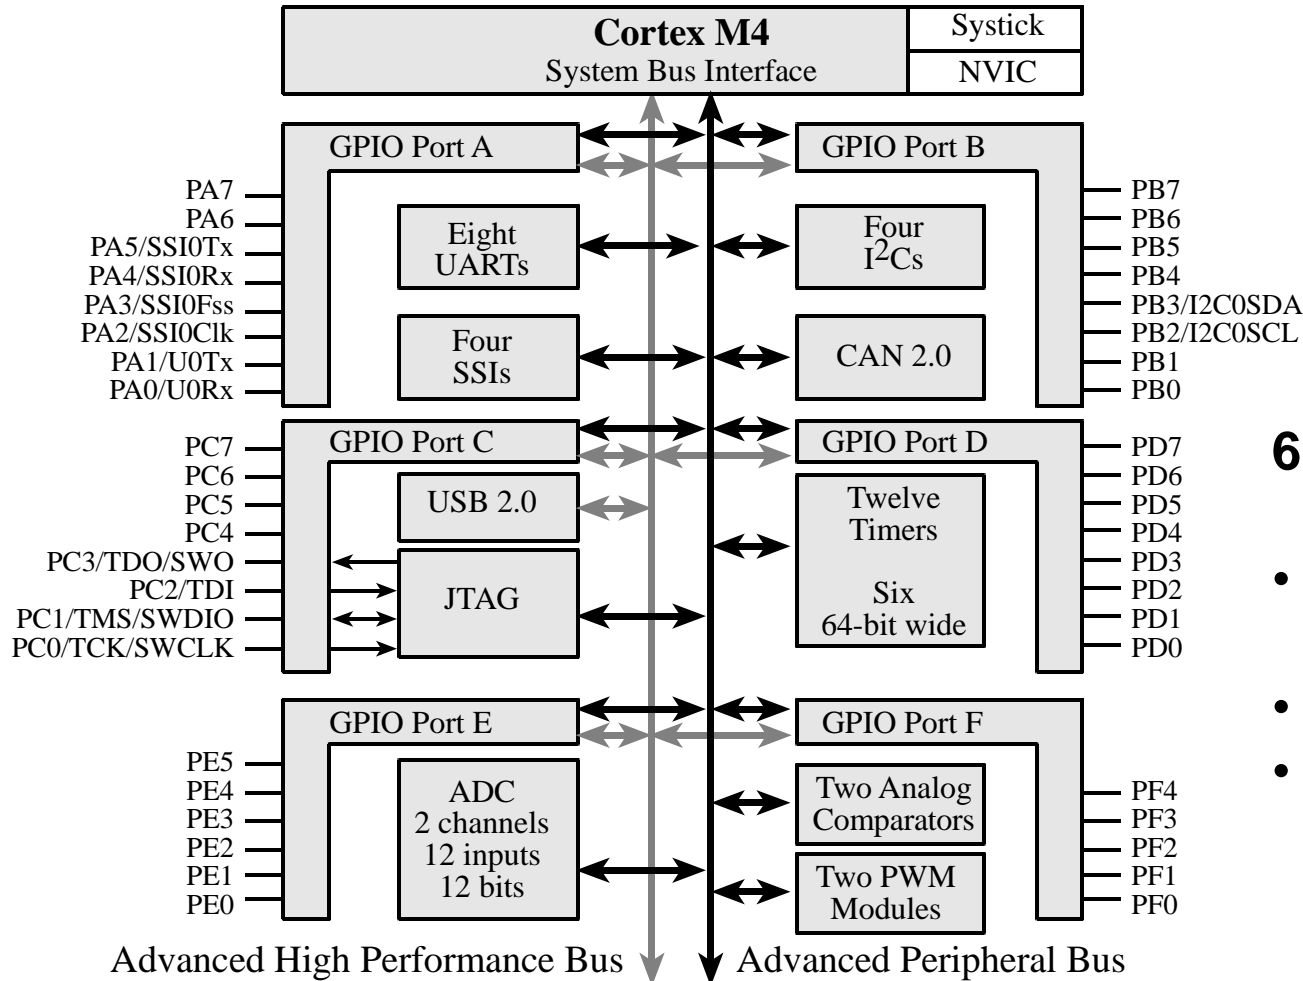 Cortex M4
System Bus Interface
Systick
NVIC
GPIO Port A
PA7
PA6
PA5/SSI0Tx
PA4/SSI0Rx
PA3/SSI0Fss
PA2/SSI0Clk
PA1/U0Tx
PA0/U0Rx
Eight
UARTs
Four
SSIs
GPIO Port B
Four
I2Cs
CAN 2.0
PB7
PB6
PB5
PB4
PB3/I2C0SDA
PB2/I2C0SCL
PB1
PB0
GPIO Port C
PC7
PC6
PC5
PC4
PC3/TDO/SWO
PC2/TDI
PC1/TMS/SWDIO
PC0/TCK/SWCLK
USB 2.0
JTAG
GPIO Port D
Twelve
Timers
Six
64-bit wide
PD7
PD6
PD5
PD4
PD3
PD2
PD1
PD0
6
•
•
•
GPIO Port E
PE5
PE4
PE3
PE2
PE1
PE0
ADC
2 channels
12 inputs
12 bits
GPIO Port F
Two Analog
Comparators
Two PWM
Modules
PF4
PF3
PF2
PF1
PF0
Advanced High Performance Bus
Advanced Peripheral Bus